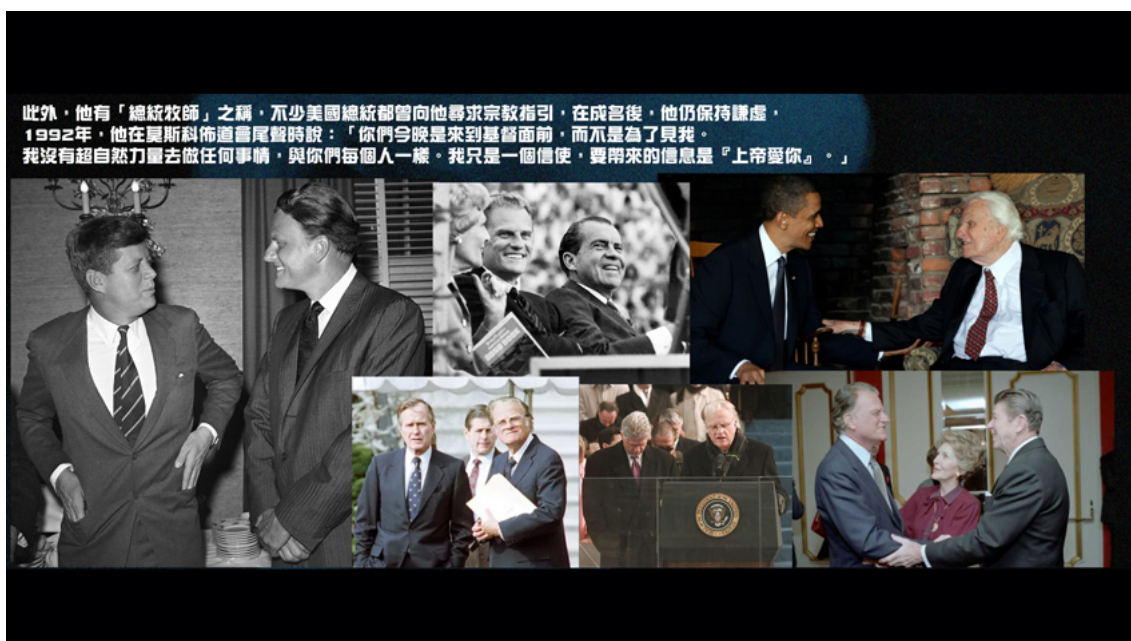 此外，他有「總統牧師」之稱，不少美國總統都曾向他尋求宗教指引，在成名後，他仍保持謙虛，
1992年，他在莫斯科佈道會尾聲時說：「你們今晚是來到基督面前，而不是為了見我。
我沒有超自然力量去做任何事情，與你們每個人一樣。我只是一個信使，要帶來的信息是『上帝愛你』。」